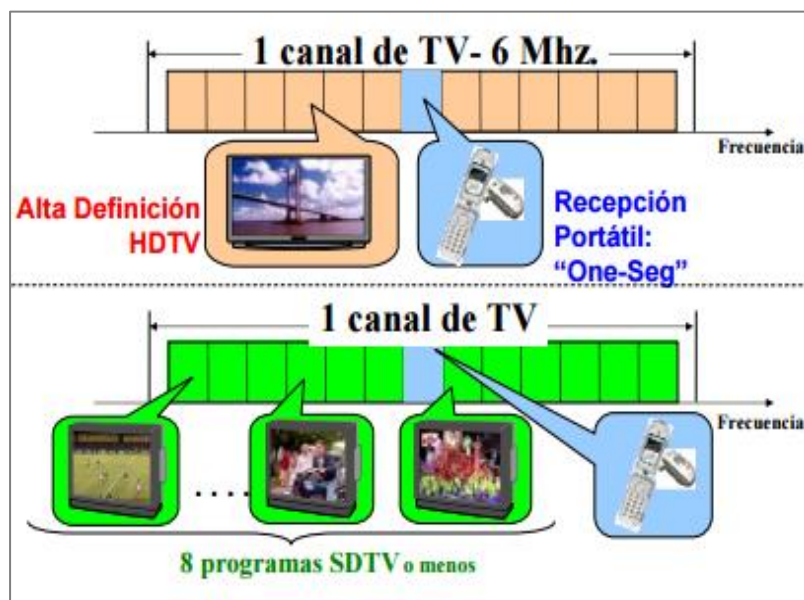 1 canal de TV- 6 Mhz.
Frecuencia
Alta Definición
HDTV
Recepción
Portátil:
“One-Seg”
1 canal de TV
Frecuencia
....
8 programas SDTV o menos